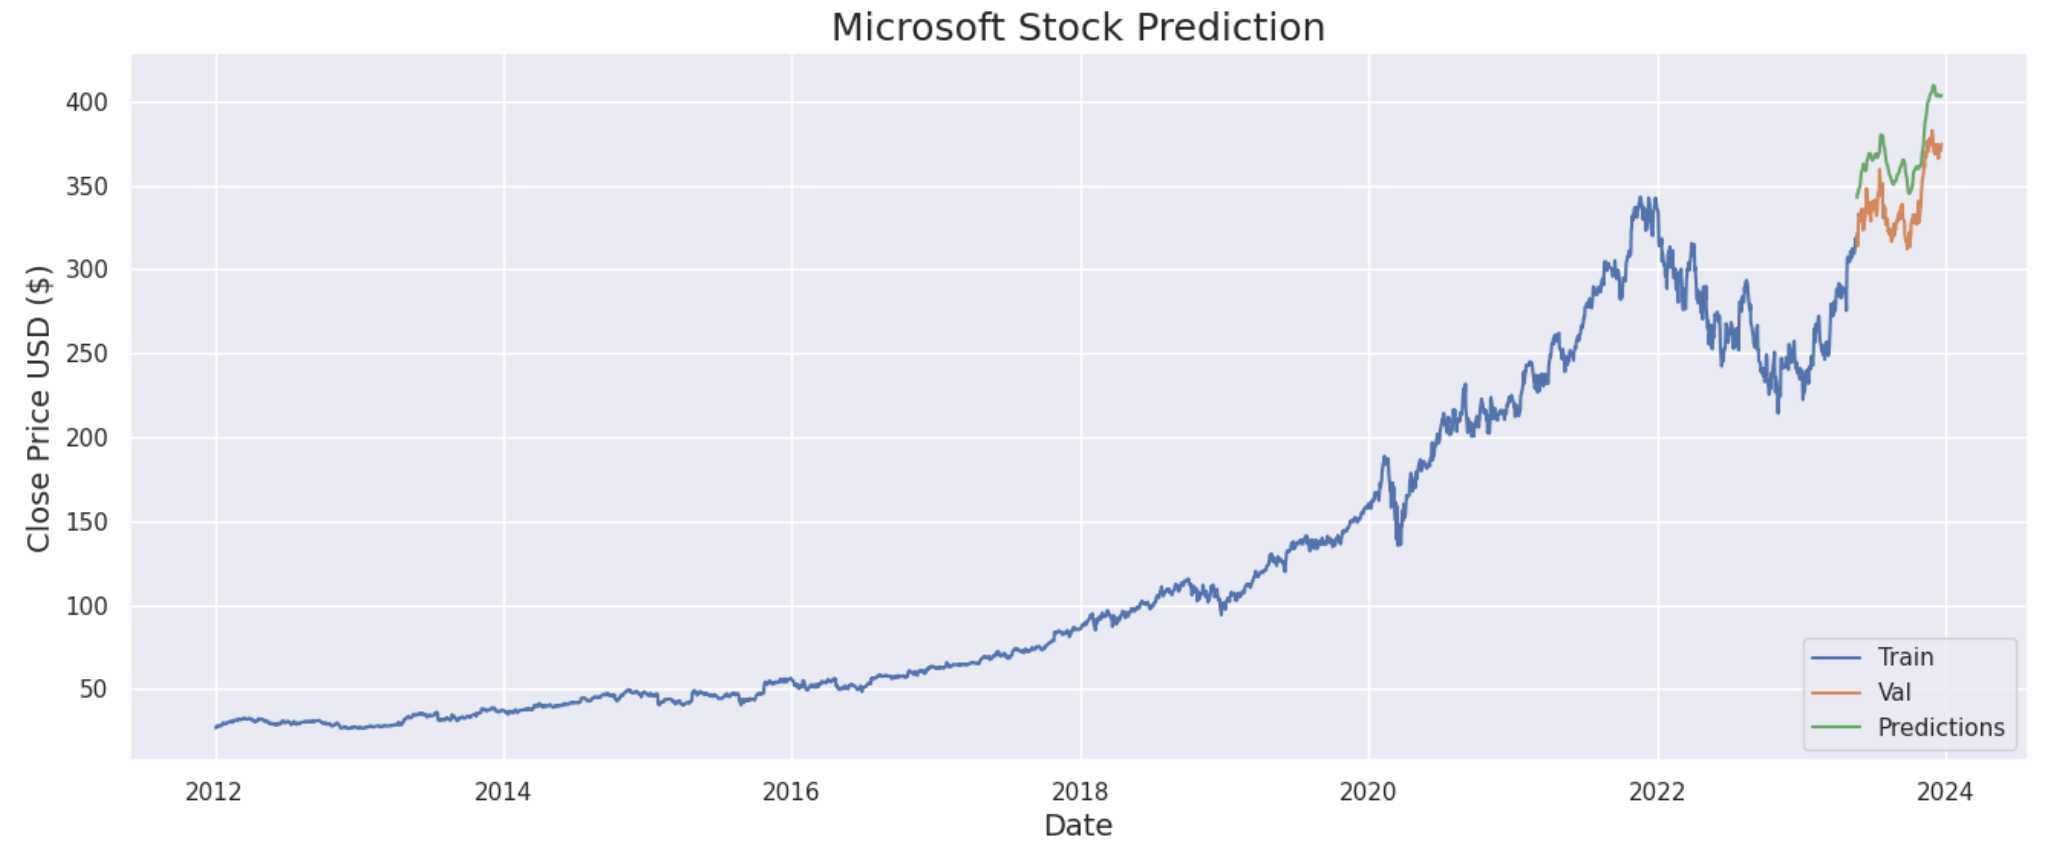 Microsoft Stock Prediction
Close Price USD ($)
400
350
300
250
200
150
100
50
2012 2014 2016 2018 2020 2022 2024
Date
Train
Val
Predictions